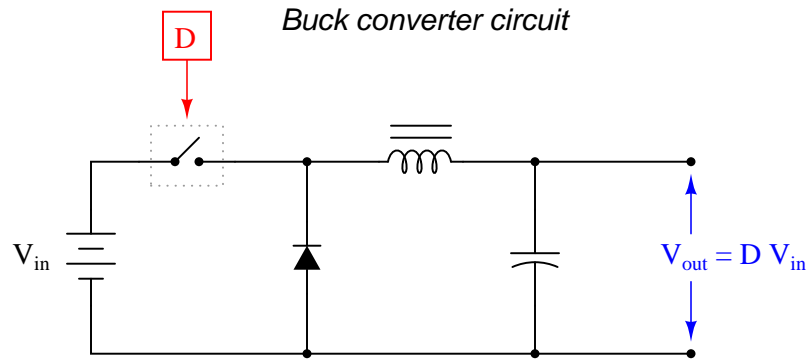 Buck converter circuit
D
V_in
V_out = D V_in